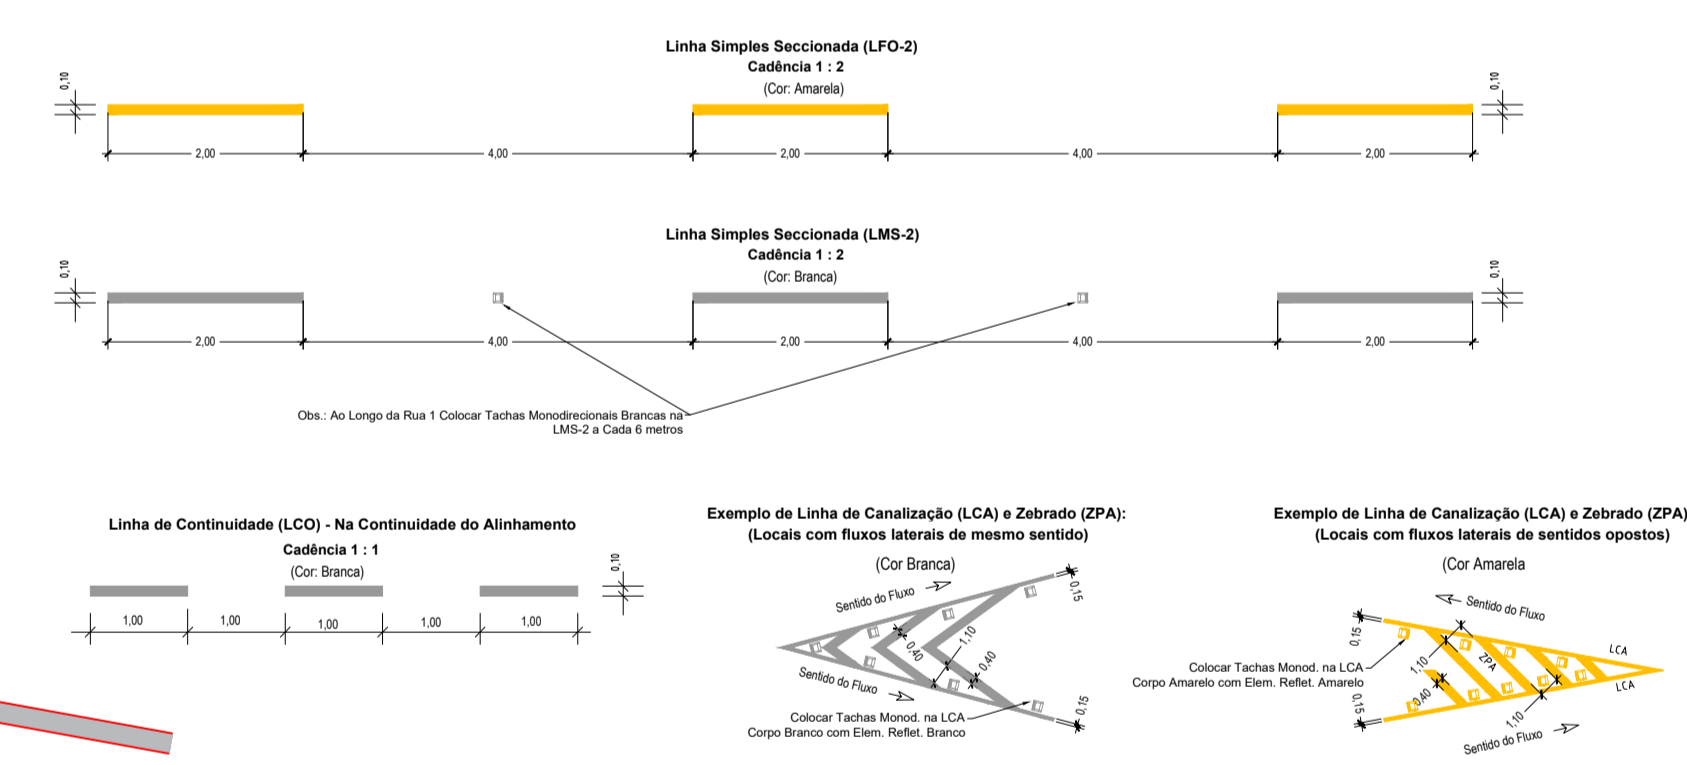 Linha Simples Seccionada (LFO-2)
Cadência 1 : 2
(Cor: Amarela)
0,10
0,10
2,00
4,00
2,00
4,00
2,00
Linha Simples Seccionada (LMS-2)
Cadência 1 : 2
(Cor: Branca)
0,10
0,10
2,00
4,00
2,00
4,00
2,00
Obs.: Ao Longo da Rua 1 Colocar Tachas Monodirecionais Brancas na
LMS-2 a Cada 6 metros
Linha de Continuidade (LCO) - Na Continuidade do Alinhamento
Cadência 1 : 1
(Cor: Branca)
0,10
1,00
1,00
1,00
1,00
1,00
Exemplo de Linha de Canalização (LCA) e Zebrado (ZPA):
(Locais com fluxos laterais de mesmo sentido)
(Cor Branca)
Sentido do Fluxo
0,15
0,40
1,10
0,40
Sentido do Fluxo
0,15
Colocar Tachas Monod. na LCA
Corpo Branco com Elem. Reflet. Branco
Exemplo de Linha de Canalização (LCA) e Zebrado (ZPA)
(Locais com fluxos laterais de sentidos opostos)
(Cor Amarela
Sentido do Fluxo
0,15
LCA
ZPA
1,10
Colocar Tachas Monod. na LCA
Corpo Amarelo com Elem. Reflet. Amarelo
LCA
0,40
0,15
1,10
Sentido do Fluxo